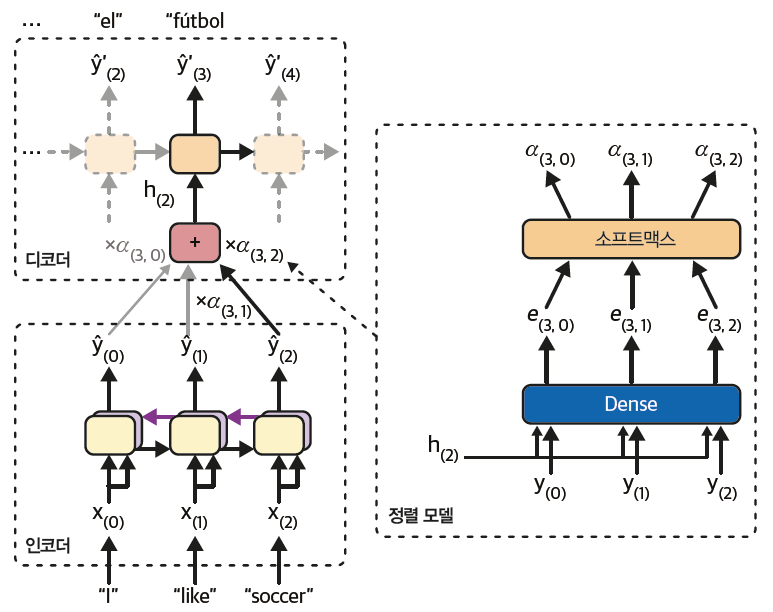 ... “el” “fútbol
ŷ'(2) ŷ'(3) ŷ'(4)
...
h(2)
+
×α(3, 0) ×α(3, 2)
디코더
×α(3, 1)
ŷ(0) ŷ(1) ŷ(2)
x(0) x(1) x(2)
인코더
“I” “like” “soccer”
α(3, 0) α(3, 1) α(3, 2)
소프트맥스
e(3, 0) e(3, 1) e(3, 2)
Dense
h(2)
y(0) y(1) y(2)
정렬 모델